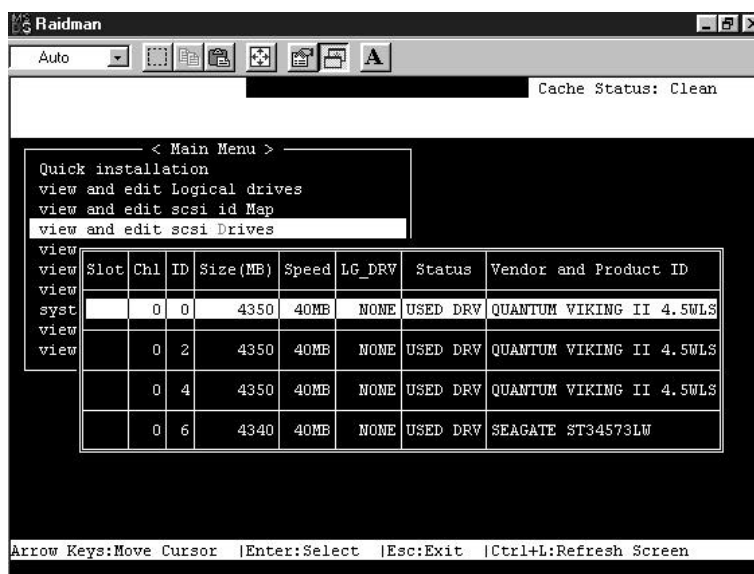 Raidman
Auto
A
Cache Status: Clean
< Main Menu >
Quick installation
view and edit Logical drives
view and edit scsi id Map
view and edit scsi Drives
view
view
view
syst
view
view
Slot Chl ID Size(MB) Speed LG_DRV Status Vendor and Product ID
0 0 4350 40MB NONE USED DRV QUANTUM VIKING II 4.5WLS
0 2 4350 40MB NONE USED DRV QUANTUM VIKING II 4.5WLS
0 4 4350 40MB NONE USED DRV QUANTUM VIKING II 4.5WLS
0 6 4340 40MB NONE USED DRV SEAGATE ST34573LW
Arrow Keys:Move Cursor |Enter:Select |Esc:Exit |Ctrl+L:Refresh Screen